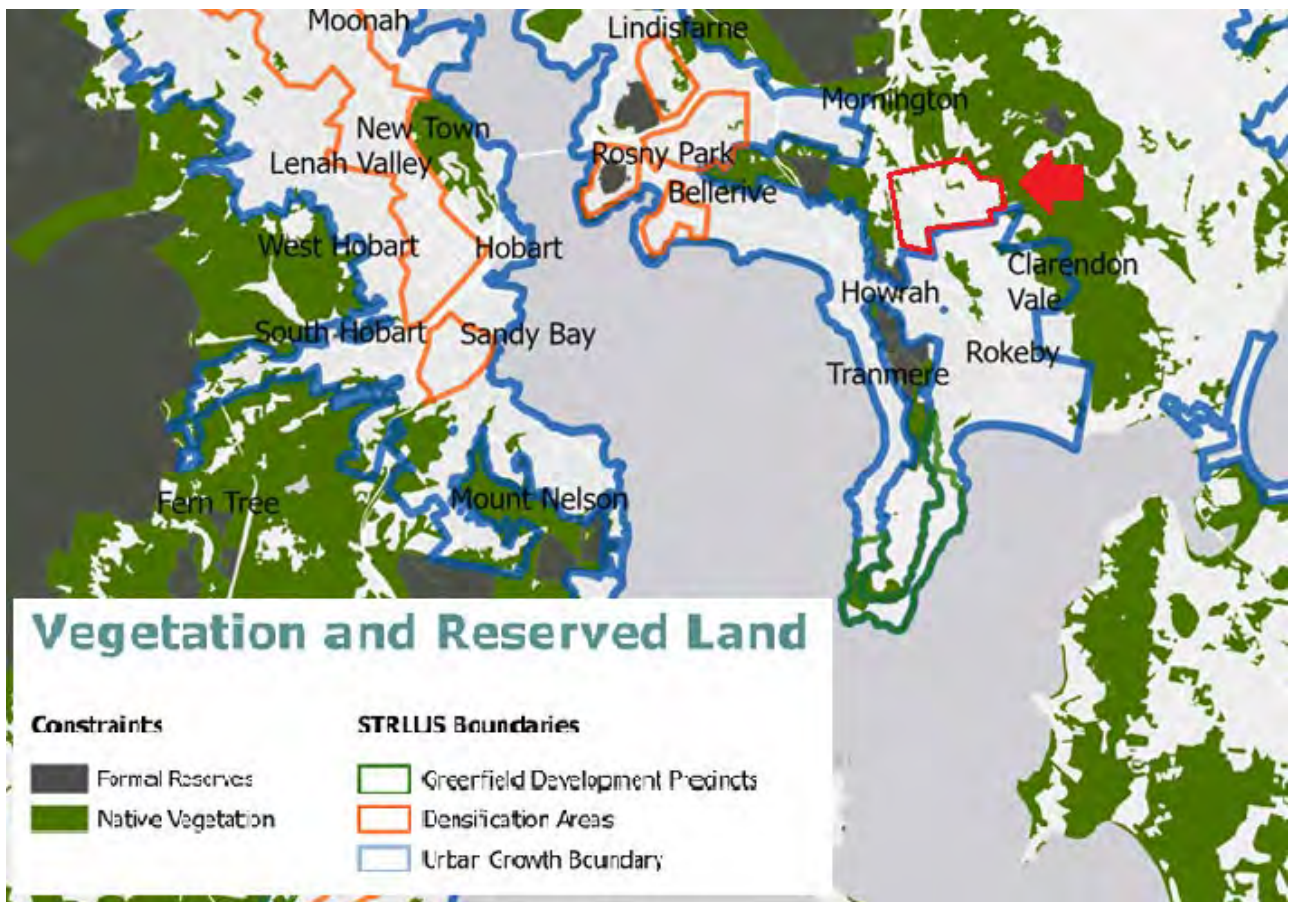 Moonah
Lindisfarne
Mornington
New Town
Lenah Valley
Rosny Park
Bellerive
West Hobart
Hobart
Clarendon
Vale
Howrah
South Hobart
Sandy Bay
Rokeby
Tranmere
Fern Tree
Mount Nelson
Vegetation and Reserved Land
Constraints
Formal Reserves
Native Vegetation
STRLUS Boundaries
Greenfield Development Precincts
Densification Areas
Urban Growth Boundary